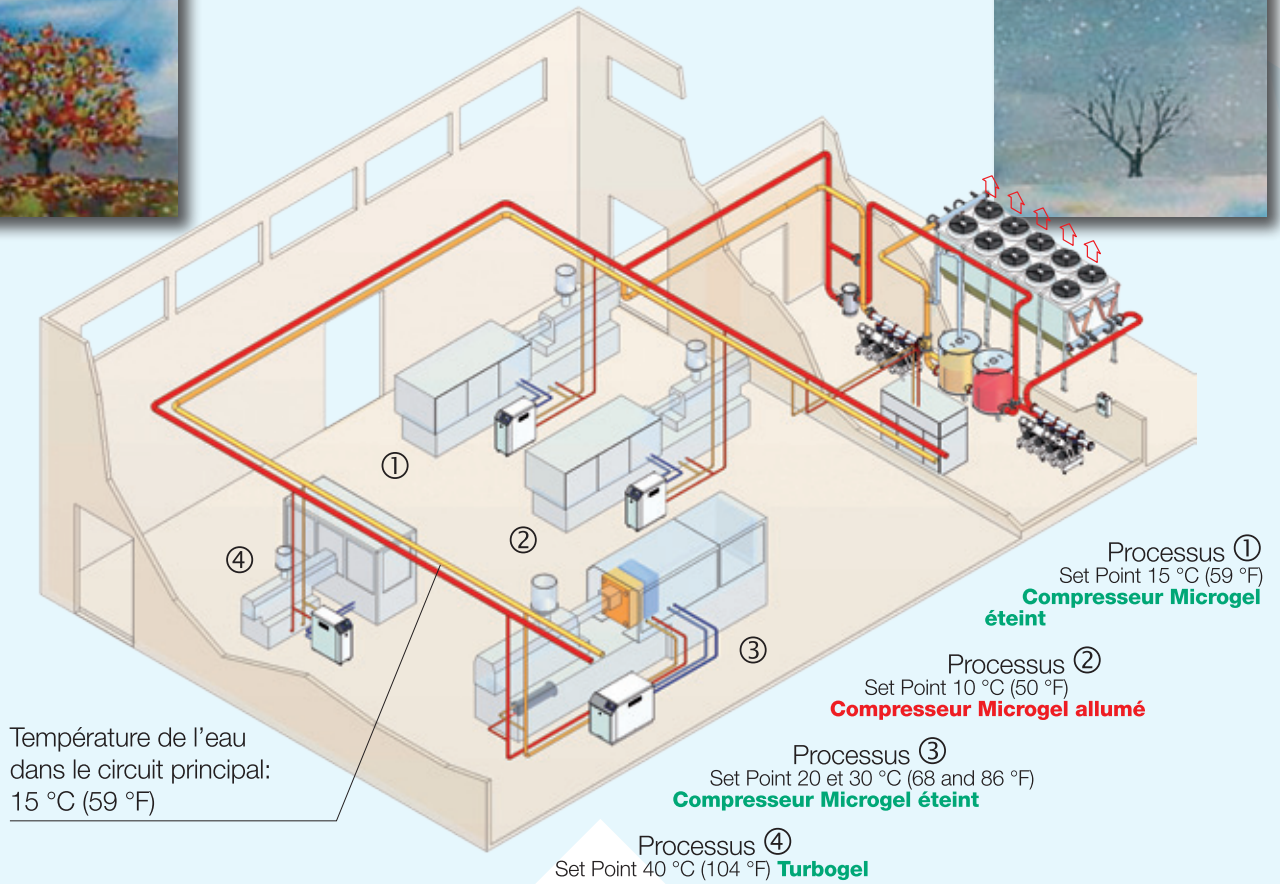 ①
②
④
③
Processus ①
Set Point 15 °C (59 °F)
Compresseur Microgel
éteint
Processus ②
Set Point 10 °C (50 °F)
Compresseur Microgel allumé
Température de l'eau
dans le circuit principal:
15 °C (59 °F)
Processus ③
Set Point 20 et 30 °C (68 and 86 °F)
Compresseur Microgel éteint
Processus ④
Set Point 40 °C (104 °F) Turbogel